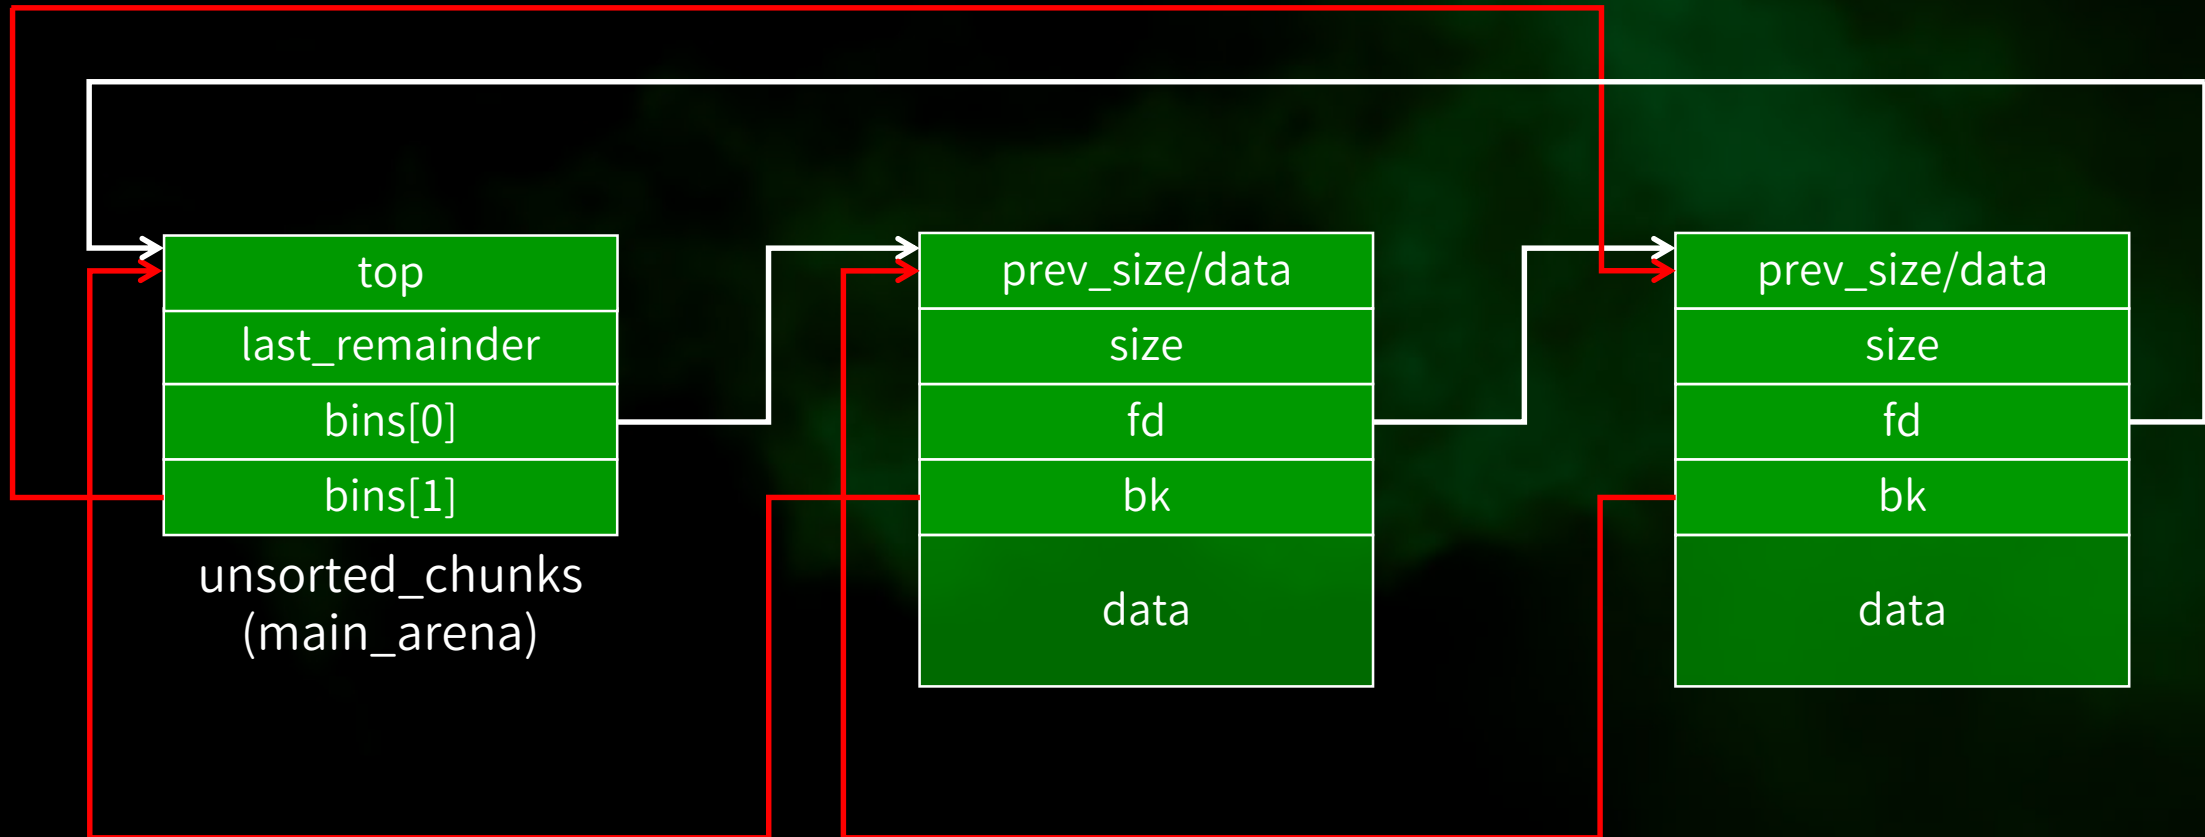 top
last_remainder
bins[0]
bins[1]
unsorted_chunks
(main_arena)
prev_size/data
size
fd
bk
data
prev_size/data
size
fd
bk
data